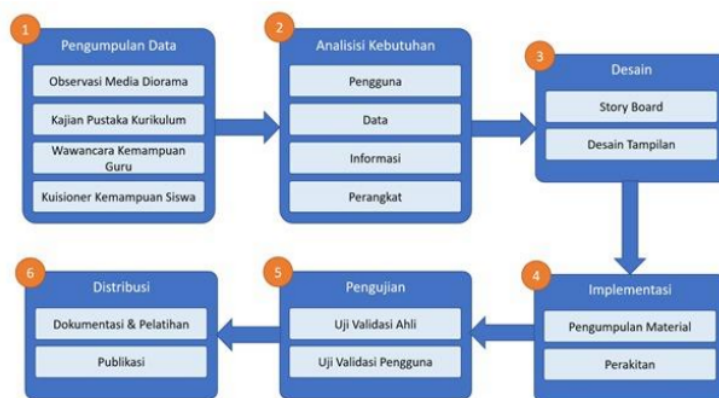 1
Pengumpulan Data
Observasi Media Diorama
Kajian Pustaka Kurikulum
Wawancara Kemampuan
Guru
Kuisioner Kemampuan Siswa
2
Analisisi Kebutuhan
Pengguna
Data
Informasi
Perangkat
3
Desain
Story Board
Desain Tampilan
4
Implementasi
Pengumpulan Material
Perakitan
5
Pengujian
Uji Validasi Ahli
Uji Validasi Pengguna
6
Distribusi
Dokumentasi & Pelatihan
Publikasi